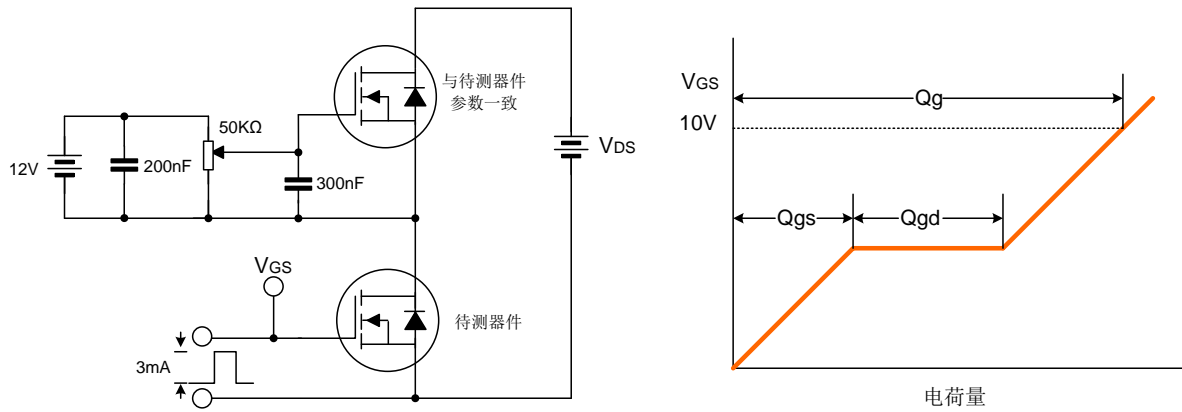 与待测器件
参数一致
50KΩ
12V
200nF
300nF
VDS
VGS
待测器件
3mA
VGS
Qg
10V
Qgs
Qgd
电荷量